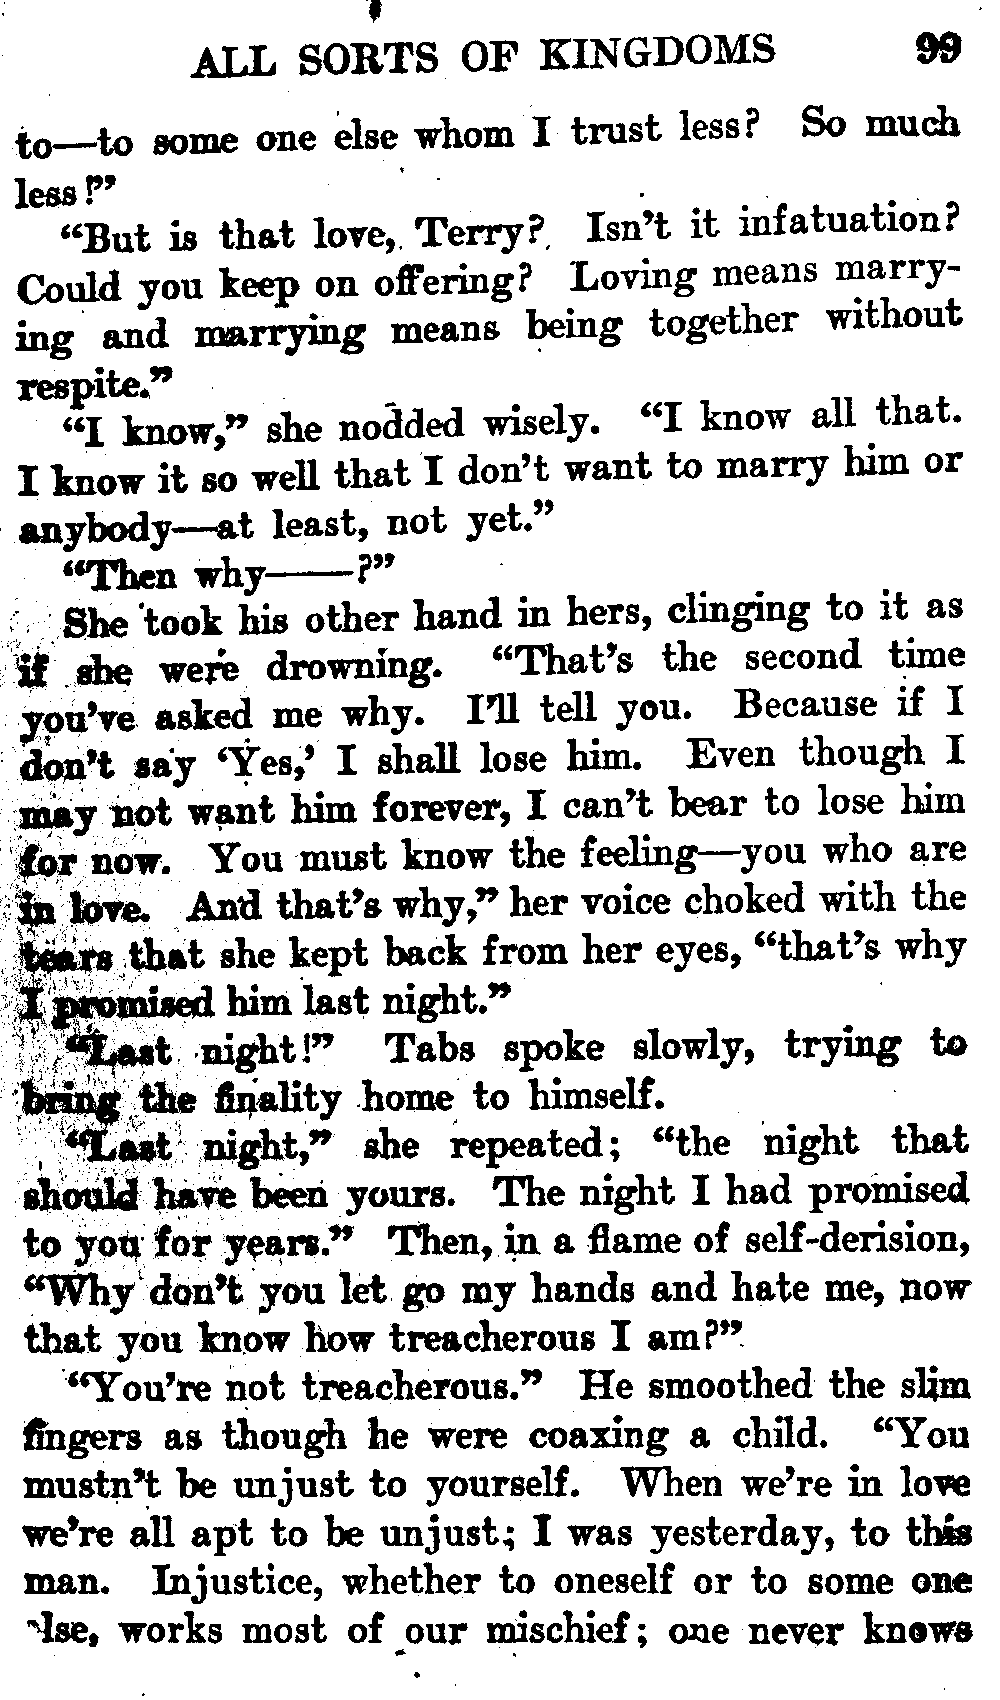 ALL SORTS OF KINGDOMS 99
to—to some one else whom I trust less? So much
less?”
“But is that love, Terry? Isn’t it infatuation?
Could you keep on offering? Loving means marry-
ing and marrying means being together without
respite.”
“I know,” she nodded wisely. “I know all that.
I know it so well that I don’t want to marry him or
anybody—at least, not yet.”
“Then why——?”
She took his other hand in hers, clinging to it as
if she were drowning. “That’s the second time
you’ve asked me why. I’ll tell you. Because if I
don’t say ‘Yes,’ I shall lose him. Even though I
may not want him forever, I can’t bear to lose him
for now. You must know the feeling—you who are
in love. And that’s why,” her voice choked with the
tears that she kept back from her eyes, “that’s why
I promised him last night.”
“Last night!” Tabs spoke slowly, trying to
bring the finality home to himself.
“Last night,” she repeated; “the night that
should have been yours. The night I had promised
to you for years.” Then, in a flame of self-derision,
“Why don’t you let go my hands and hate me, now
that you know how treacherous I am?”
“You’re not treacherous.” He smoothed the slim
fingers as though he were coaxing a child. “You
mustn’t be unjust to yourself. When we’re in love
we’re all apt to be unjust; I was yesterday, to this
man. Injustice, whether to oneself or to some one
else, works most of our mischief; one never knows